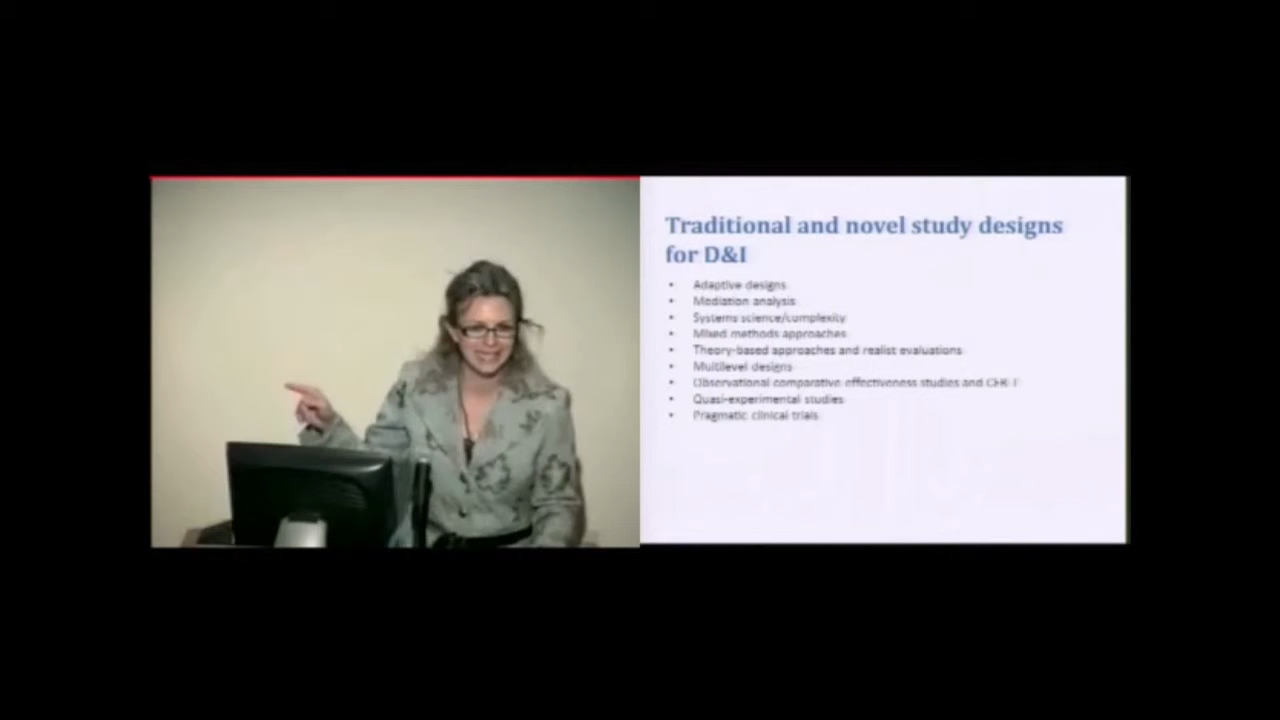 Traditional and novel study designs
for D&I
• Adaptive designs
• Mediation analysis
• Systems science/complexity
• Mixed methods approaches
• Theory-based approaches and realist evaluations
• Multilevel designs
• Observational comparative effectiveness studies and
• Quasi-experimental studies
• Pragmatic clinical trials